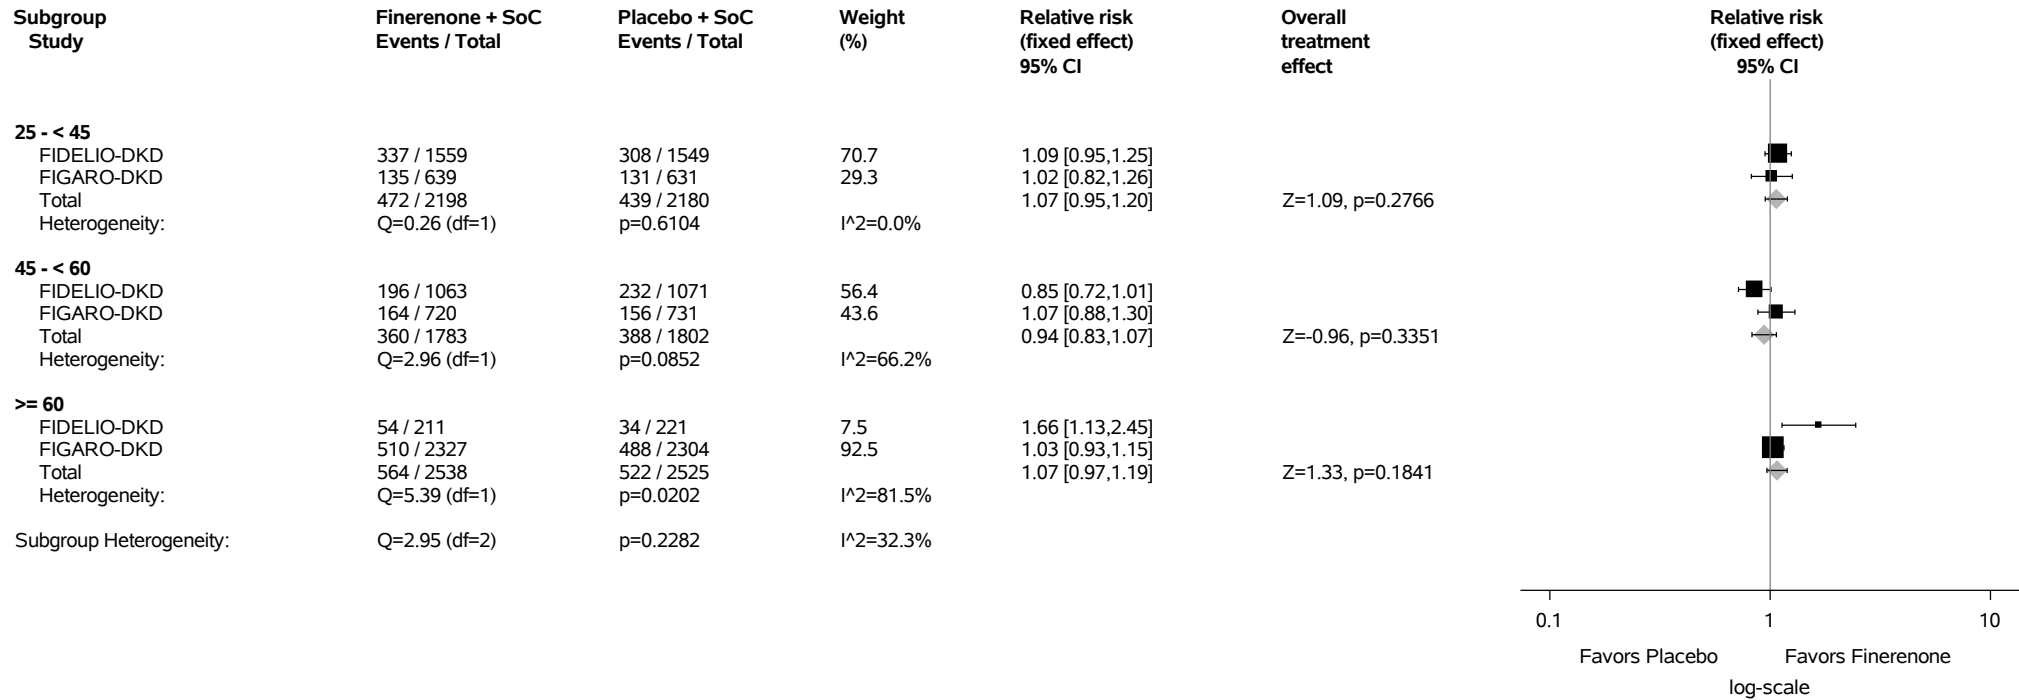 Subgroup Finerenone + SoC Placebo + SoC Weight Relative risk Overall Relative risk
Study Events / Total Events / Total (%) (fixed effect) treatment (fixed effect)
95% CI effect 95% CI
25 - < 45
FIDELIO-DKD 337 / 1559 308 / 1549 70.7 1.09 [0.95,1.25]
FIGARO-DKD 135 / 639 131 / 631 29.3 1.02 [0.82,1.26]
Total 472 / 2198 439 / 2180 1.07 [0.95,1.20] Z=1.09, p=0.2766
Heterogeneity: Q=0.26 (df=1) p=0.6104 I^2=0.0%
45 - < 60
FIDELIO-DKD 196 / 1063 232 / 1071 56.4 0.85 [0.72,1.01]
FIGARO-DKD 164 / 720 156 / 731 43.6 1.07 [0.88,1.30]
Total 360 / 1783 388 / 1802 0.94 [0.83,1.07] Z=-0.96, p=0.3351
Heterogeneity: Q=2.96 (df=1) p=0.0852 I^2=66.2%
>= 60
FIDELIO-DKD 54 / 211 34 / 221 7.5 1.66 [1.13,2.45]
FIGARO-DKD 510 / 2327 488 / 2304 92.5 1.03 [0.93,1.15]
Total 564 / 2538 522 / 2525 1.07 [0.97,1.19] Z=1.33, p=0.1841
Heterogeneity: Q=5.39 (df=1) p=0.0202 I^2=81.5%
Subgroup Heterogeneity: Q=2.95 (df=2) p=0.2282 I^2=32.3%
0.1 1 10
Favors Placebo Favors Finerenone
log-scale